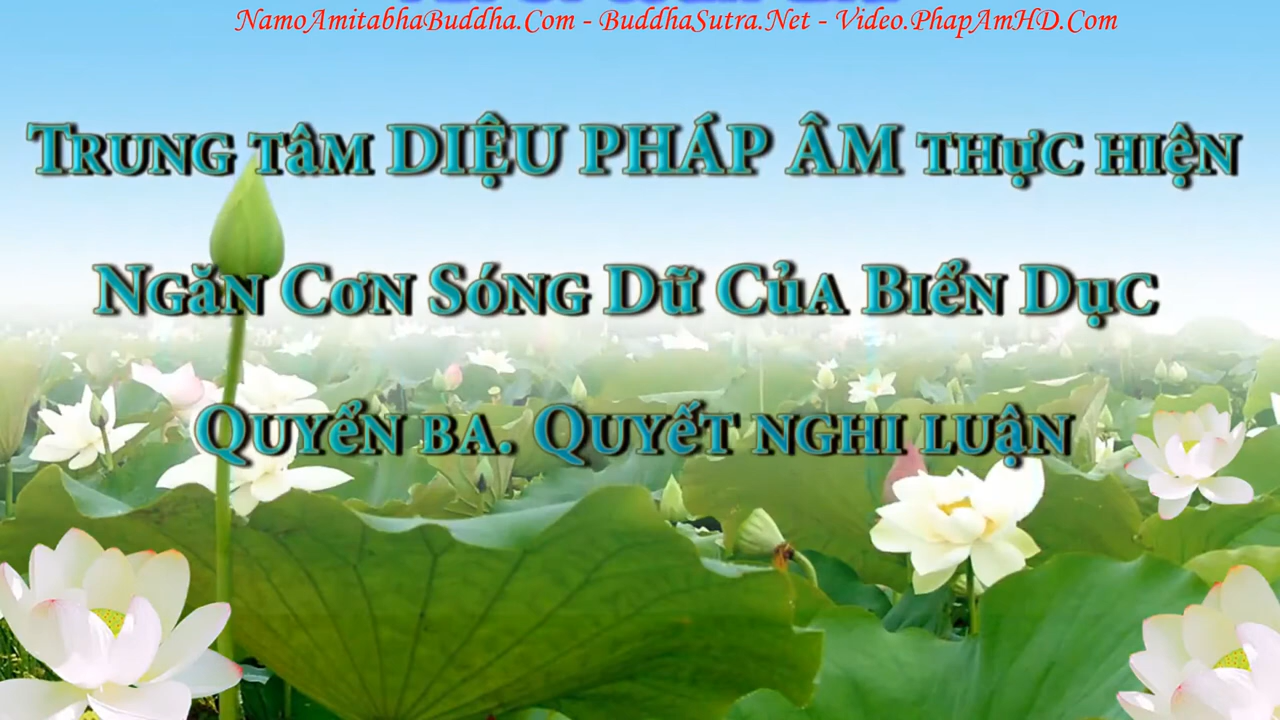 NamoAmitabhaBuddha.Com - BuddhaSutra.Net - Video.PhapAmHD.Com
Trung tâm DIỆU PHÁP ÂM thực hiện
Ngăn Cơn Sóng Dữ Của Biển Dục
Quyển ba. Quyết nghi luận